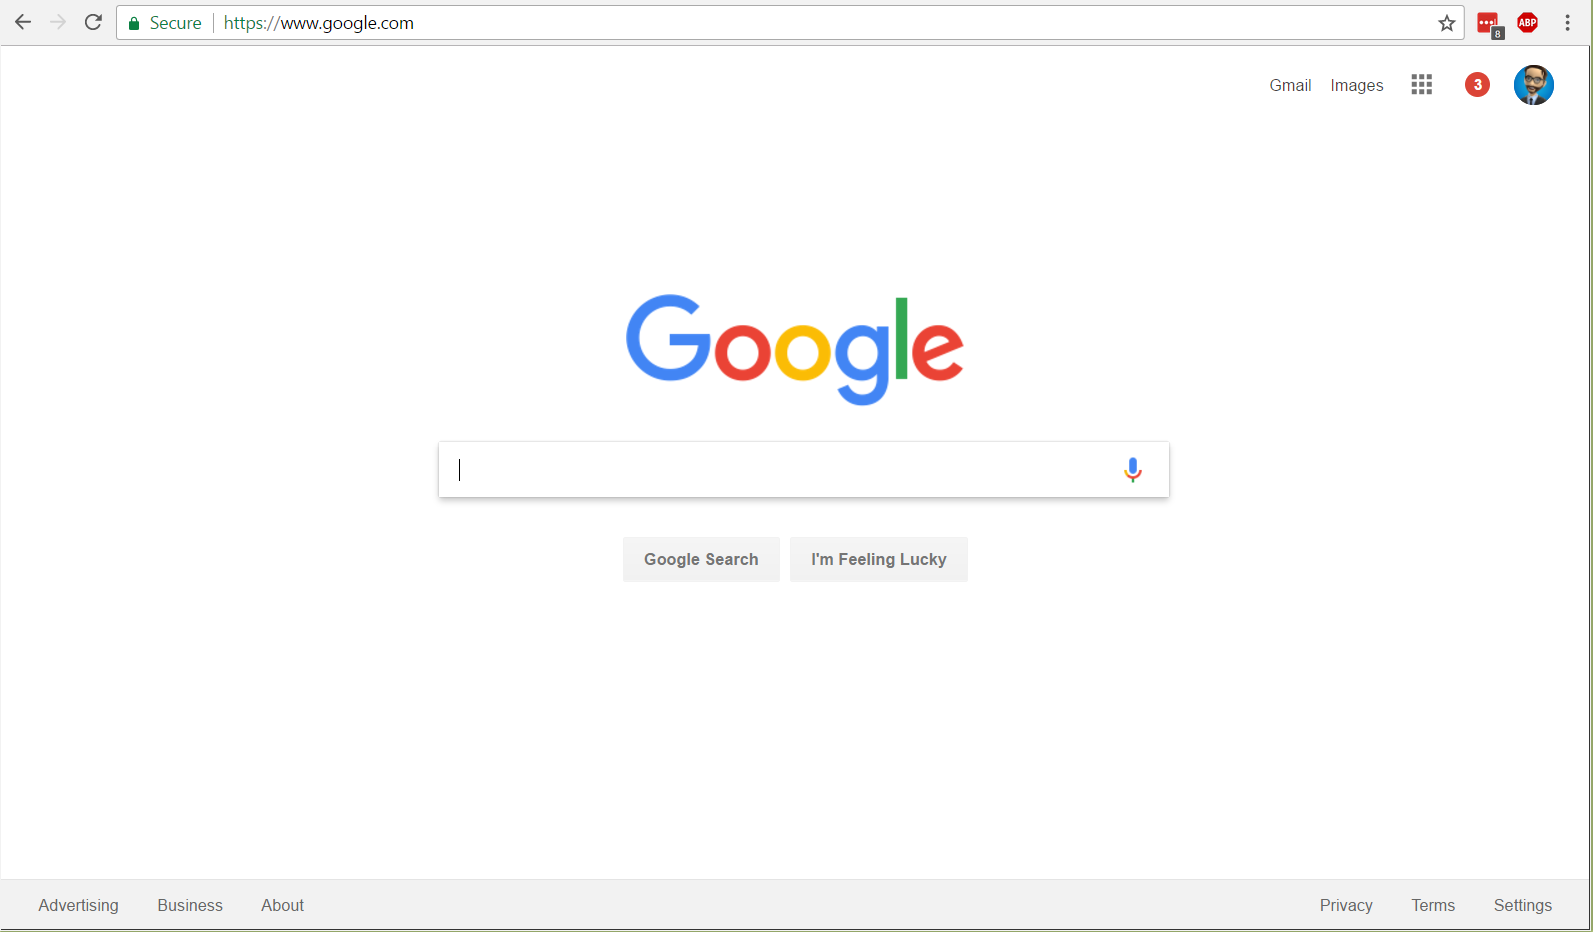 Secure https://www.google.com
8
ABP
Gmail Images 3
Google
Google Search I'm Feeling Lucky
Advertising Business About Privacy Terms Settings